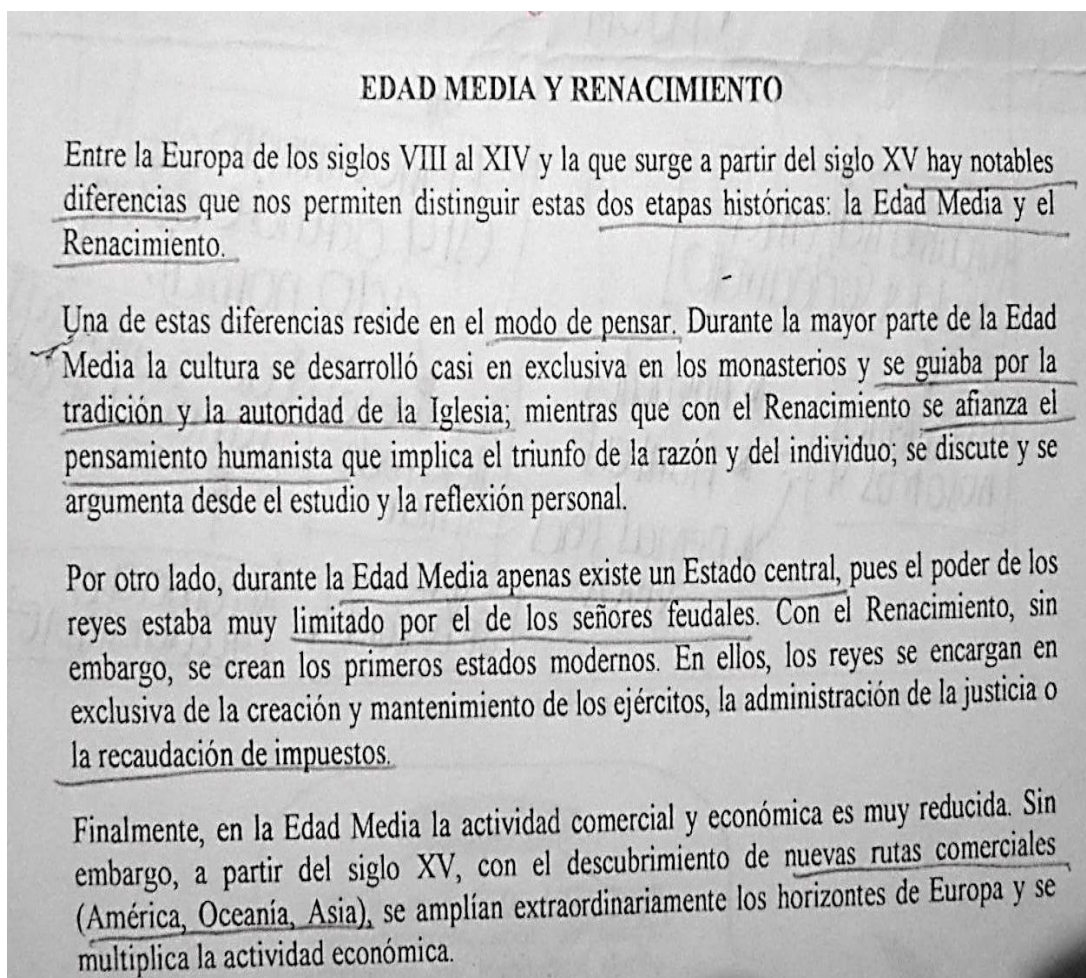 EDAD MEDIA Y RENACIMIENTO
Entre la Europa de los siglos VIII al XIV y la que surge a partir del siglo XV hay notables
diferencias que nos permiten distinguir estas dos etapas históricas: la Edad Media y el
Renacimiento.
Una de estas diferencias reside en el modo de pensar. Durante la mayor parte de la Edad
Media la cultura se desarrolló casi en exclusiva en los monasterios y se guiaba por la
tradición y la autoridad de la Iglesia; mientras que con el Renacimiento se afianza el
pensamiento humanista que implica el triunfo de la razón y del individuo; se discute y se
argumenta desde el estudio y la reflexión personal.
Por otro lado, durante la Edad Media apenas existe un Estado central, pues el poder de los
reyes estaba muy limitado por el de los señores feudales. Con el Renacimiento, sin
embargo, se crean los primeros estados modernos. En ellos, los reyes se encargan en
exclusiva de la creación y mantenimiento de los ejércitos, la administración de la justicia o
la recaudación de impuestos.
Finalmente, en la Edad Media la actividad comercial y económica es muy reducida. Sin
embargo, a partir del siglo XV, con el descubrimiento de nuevas rutas comerciales
(América, Oceanía, Asia), se amplían extraordinariamente los horizontes de Europa y se
multiplica la actividad económica.